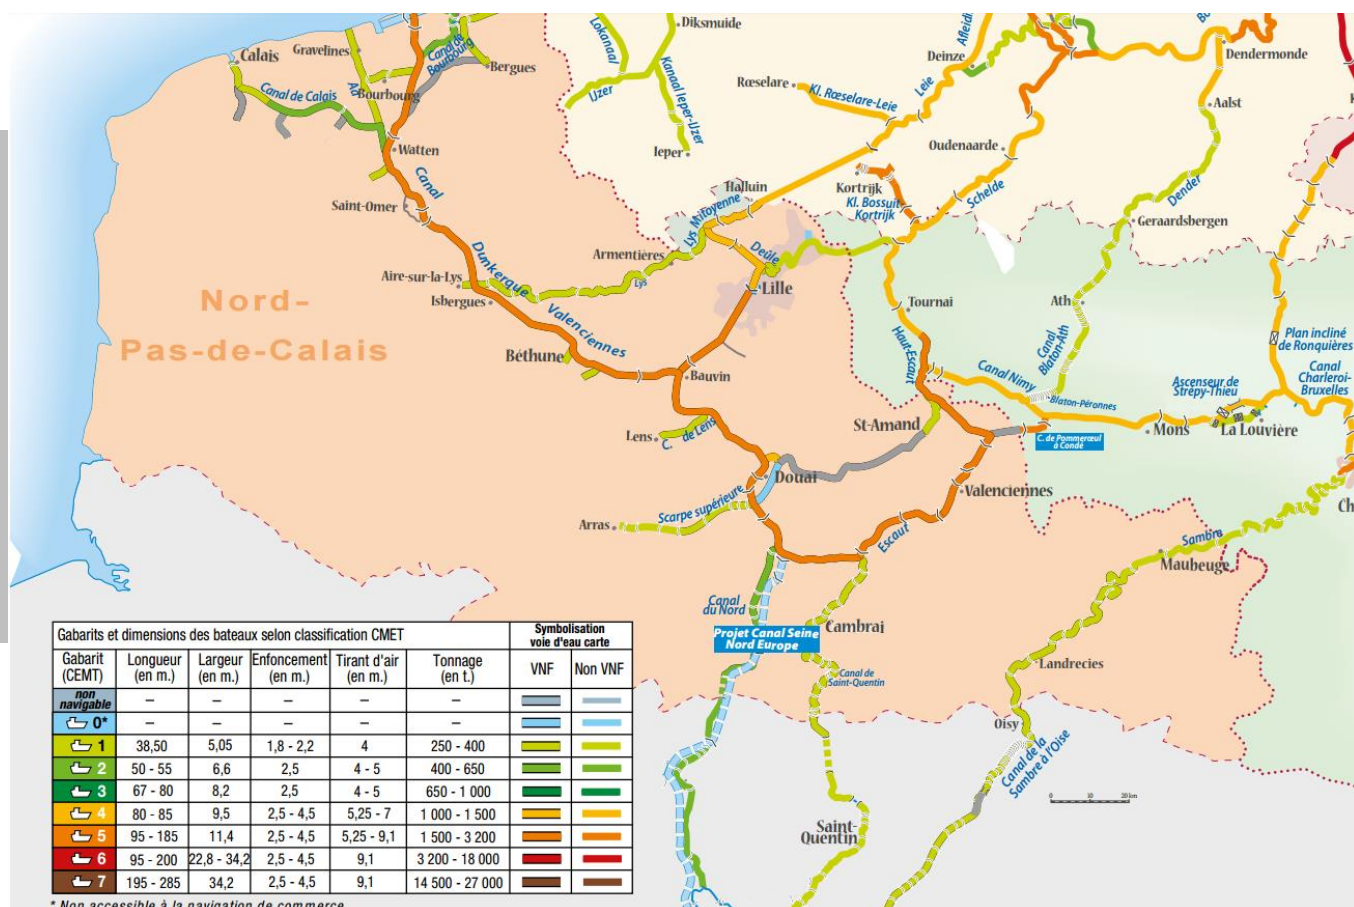 Calais
Gravelines
Canal de
Bourbourg
Bergues
Canal de Calais
Aa
Bourbourg
Watten
Canal
Saint-Omer
Dunkerque
Aire-sur-la-Lys
Isbergues
Valenciennes
Béthune
Nord-
Pas-de-Calais
Lokanaal
Diksmuide
IJzer
Kanaal Ieper-IJzer
Ieper
Rœselare
Kl. Rœselare-Leie
Leie
Deinze
Dendermonde
Aalst
Oudenaarde
Halluin
Kortrijk
Kl. Bossuit-
Kortrijk
Schelde
Dender
Geraardsbergen
Lys Mitoyenne
Armentières
Lys
Deûle
Lille
Tournai
Ath
Canal
Blaton-Ath
Haut-Escaut
Canal Nimy
Blaton-Péronnes
Plan incliné
de Ronquières
Canal
Charleroi-
Bruxelles
Ascenseur de
Strépy-Thieu
Mons
La Louvière
C. de Pommerœul
à Condé
Bauvin
Lens
C. de Lens
St-Amand
Douai
Valenciennes
Scarpe supérieure
Arras
Escaut
Sambre
Maubeuge
Ch
Canal
du Nord
Projet Canal Seine
Nord Europe
Cambrai
Canal de
Saint-Quentin
Landrecies
Oisy
Canal de la
Sambre à l'Oise
0 10 20 km
Saint-
Quentin
Gabarits et dimensions des bateaux selon classification CMET
Symbolisation
voie d'eau carte
Gabarit
(CEMT)
Longueur
(en m.)
Largeur
(en m.)
Enfoncement
(en m.)
Tirant d'air
(en m.)
Tonnage
(en t.)
VNF
Non VNF
non
navigable
– – – – –
0* – – – – –
1 38,50 5,05 1,8 - 2,2 4 250 - 400
2 50 - 55 6,6 2,5 4 - 5 400 - 650
3 67 - 80 8,2 2,5 4 - 5 650 - 1 000
4 80 - 85 9,5 2,5 - 4,5 5,25 - 7 1 000 - 1 500
5 95 - 185 11,4 2,5 - 4,5 5,25 - 9,1 1 500 - 3 200
6 95 - 200 22,8 - 34,2 2,5 - 4,5 9,1 3 200 - 18 000
7 195 - 285 34,2 2,5 - 4,5 9,1 14 500 - 27 000
* Non accessible à la navigation de commerce